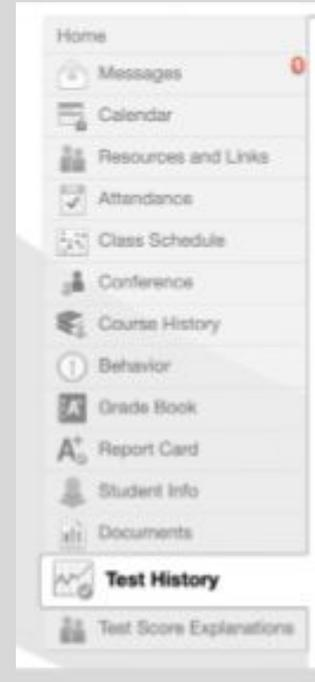 Home
Messages 0
Calendar
Resources and Links
Attendance
Class Schedule
Conference
Course History
Behavior
Grade Book
Report Card
Student Info
Documents
Test History
Test Score Explanations